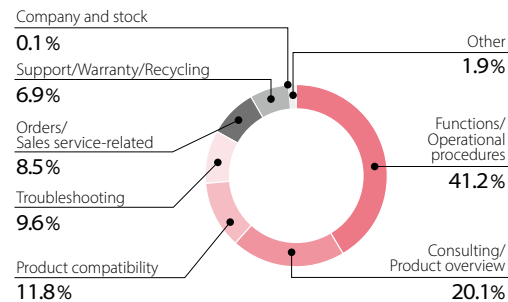 Company and stock
0.1%
Support/Warranty/Recycling
6.9%
Orders/
Sales service-related
8.5%
Troubleshooting
9.6%
Product compatibility
11.8%
Other
1.9%
Functions/
Operational
procedures
41.2%
Consulting/
Product overview
20.1%